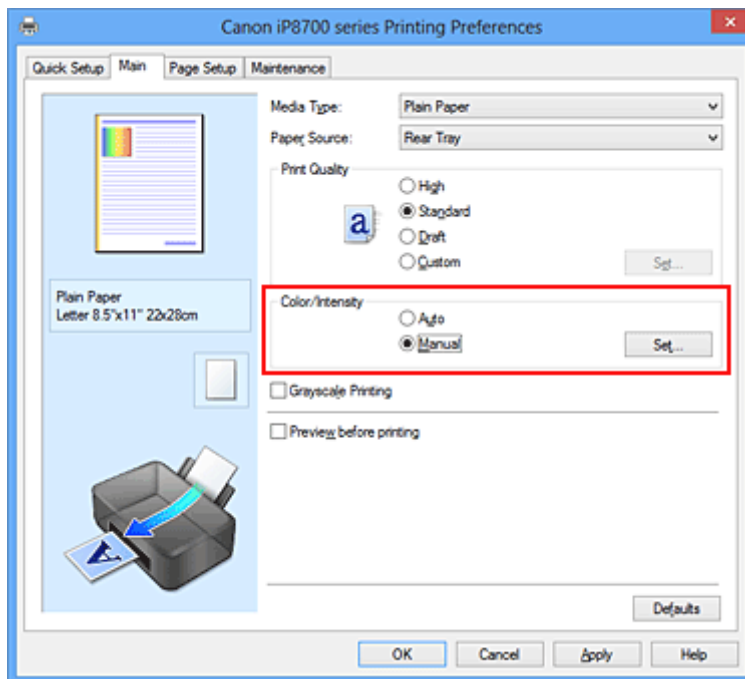 Canon iP8700 series Printing Preferences
Quick Setup Main Page Setup Maintenance
Media Type: Plain Paper
Paper Source: Rear Tray
Print Quality
High
a
Standard
Draft
Custom Set...
Plain Paper
Letter 8.5"x11" 22x28cm
Color/Intensity
Auto
Manual Set...
Grayscale Printing
Preview before printing
A
Defaults
OK Cancel Apply Help